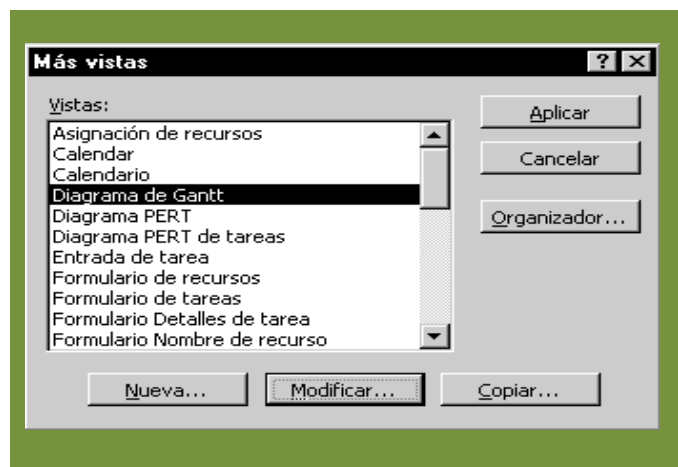 Más vistas
Vistas:
Asignación de recursos
Calendar
Calendario
Diagrama de Gantt
Diagrama PERT
Diagrama PERT de tareas
Entrada de tarea
Formulario de recursos
Formulario de tareas
Formulario Detalles de tarea
Formulario Nombre de recurso
Aplicar
Cancelar
Organizador...
Nueva...
Modificar...
Copiar...